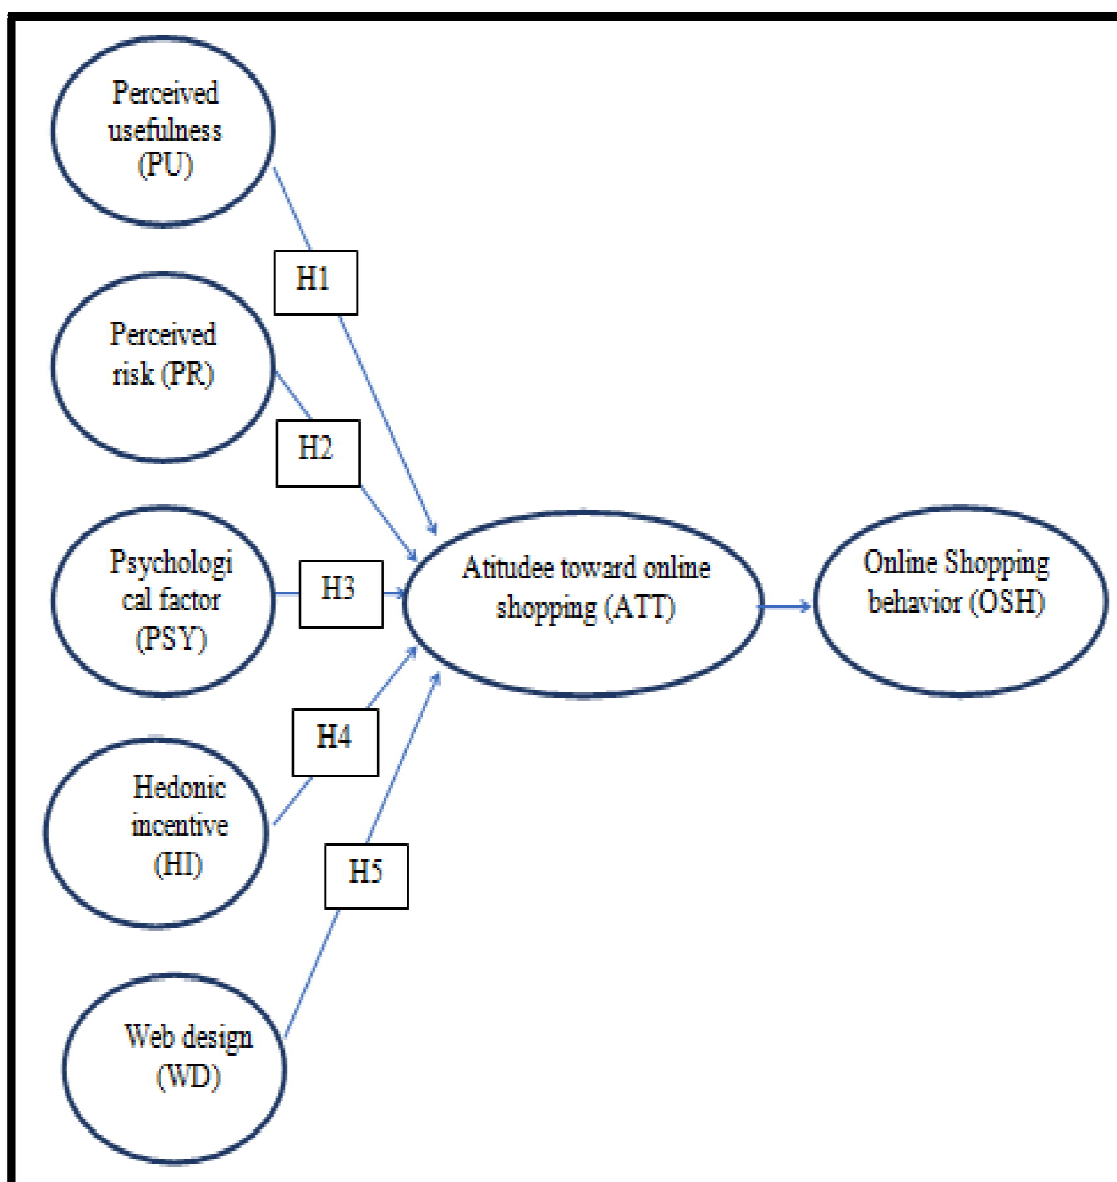 Perceived
usefulness
(PU)
H1
Perceived
risk (PR)
H2
Psychologi
cal factor
(PSY)
H3
Atitudee toward online
shopping (ATT)
Online Shopping
behavior (OSH)
H4
Hedonic
incentive
(HI)
H5
Web design
(WD)